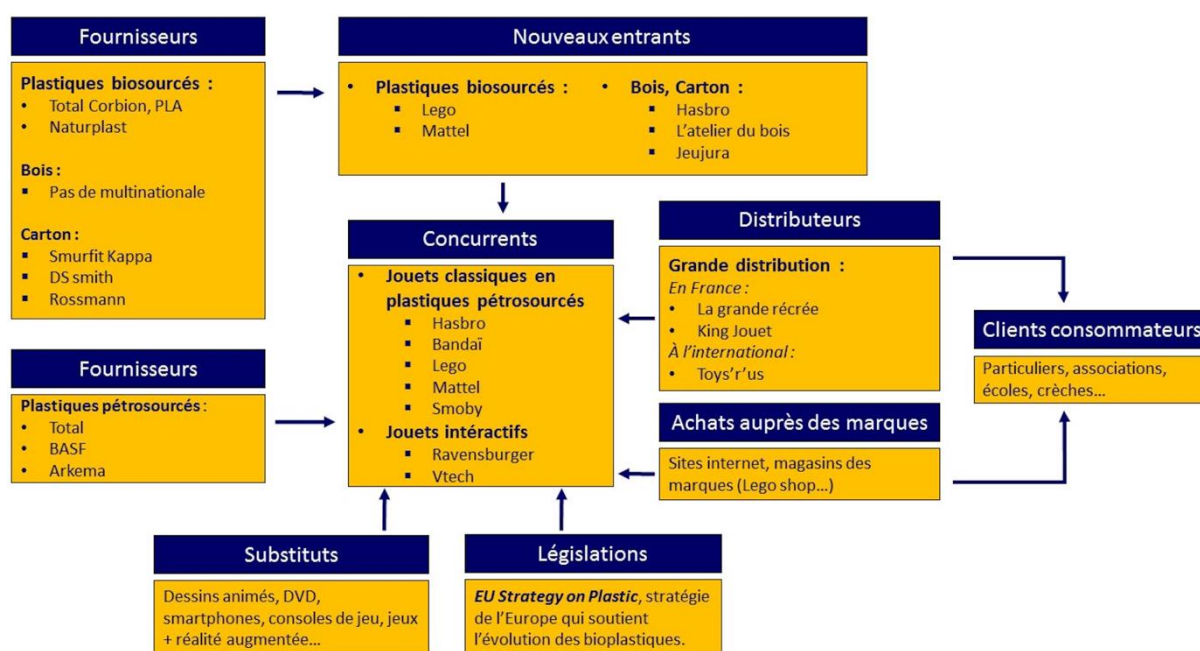 Fournisseurs
Plastiques biosourcés :
• Total Corbion, PLA
• Naturplast
Bois :
▪ Pas de multinationale
Carton :
▪ Smurfit Kappa
▪ DS smith
▪ Rossmann
Nouveaux entrants
• Plastiques biosourcés :
▪ Lego
▪ Mattel
• Bois, Carton :
▪ Hasbro
▪ L'atelier du bois
▪ Jeujura
Fournisseurs
Plastiques pétrosourcés :
• Total
• BASF
• Arkema
Concurrents
• Jouets classiques en
plastiques pétrosourcés
▪ Hasbro
▪ Bandaï
▪ Lego
▪ Mattel
▪ Smoby
• Jouets intéractifs
▪ Ravensburger
▪ Vtech
Distributeurs
Grande distribution :
En France :
• La grande récrée
• King Jouet
À l'international :
• Toys'r'us
Achats auprès des marques
Sites internet, magasins des
marques (Lego shop...)
Clients consommateurs
Particuliers, associations,
écoles, crèches...
Substituts
Dessins animés, DVD,
smartphones, consoles de jeu, jeux
+ réalité augmentée...
Législations
EU Strategy on Plastic, stratégie
de l'Europe qui soutient
l'évolution des bioplastiques.